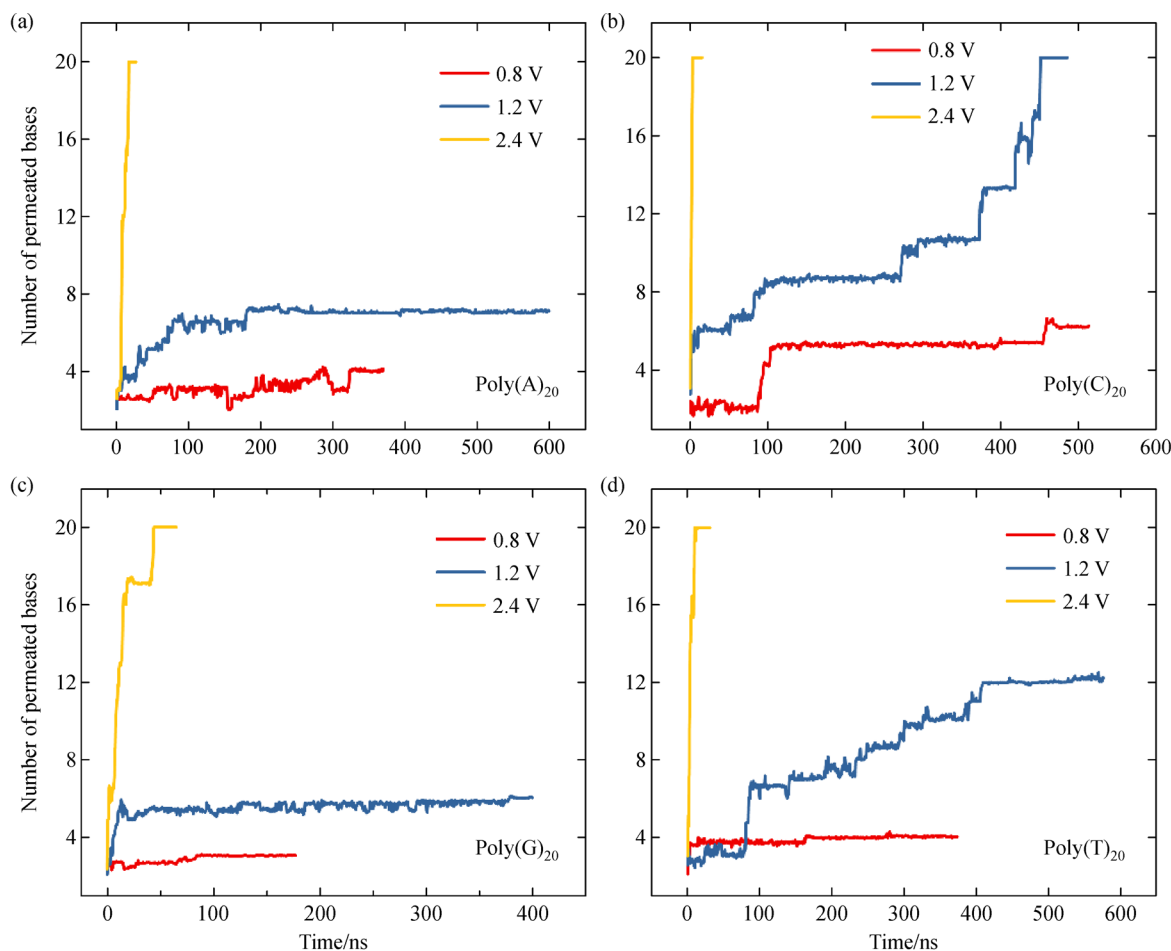 (a)
(b)
Number of permeated bases
20
16
12
8
4
0.8 V
1.2 V
2.4 V
Poly(A)20
0 100 200 300 400 500 600
20
16
12
8
4
0.8 V
1.2 V
2.4 V
Poly(C)20
0 100 200 300 400 500 600
(c)
(d)
Number of permeated bases
20
16
12
8
4
0.8 V
1.2 V
2.4 V
Poly(G)20
0 100 200 300 400
Time/ns
20
16
12
8
4
0.8 V
1.2 V
2.4 V
Poly(T)20
0 100 200 300 400 500 600
Time/ns